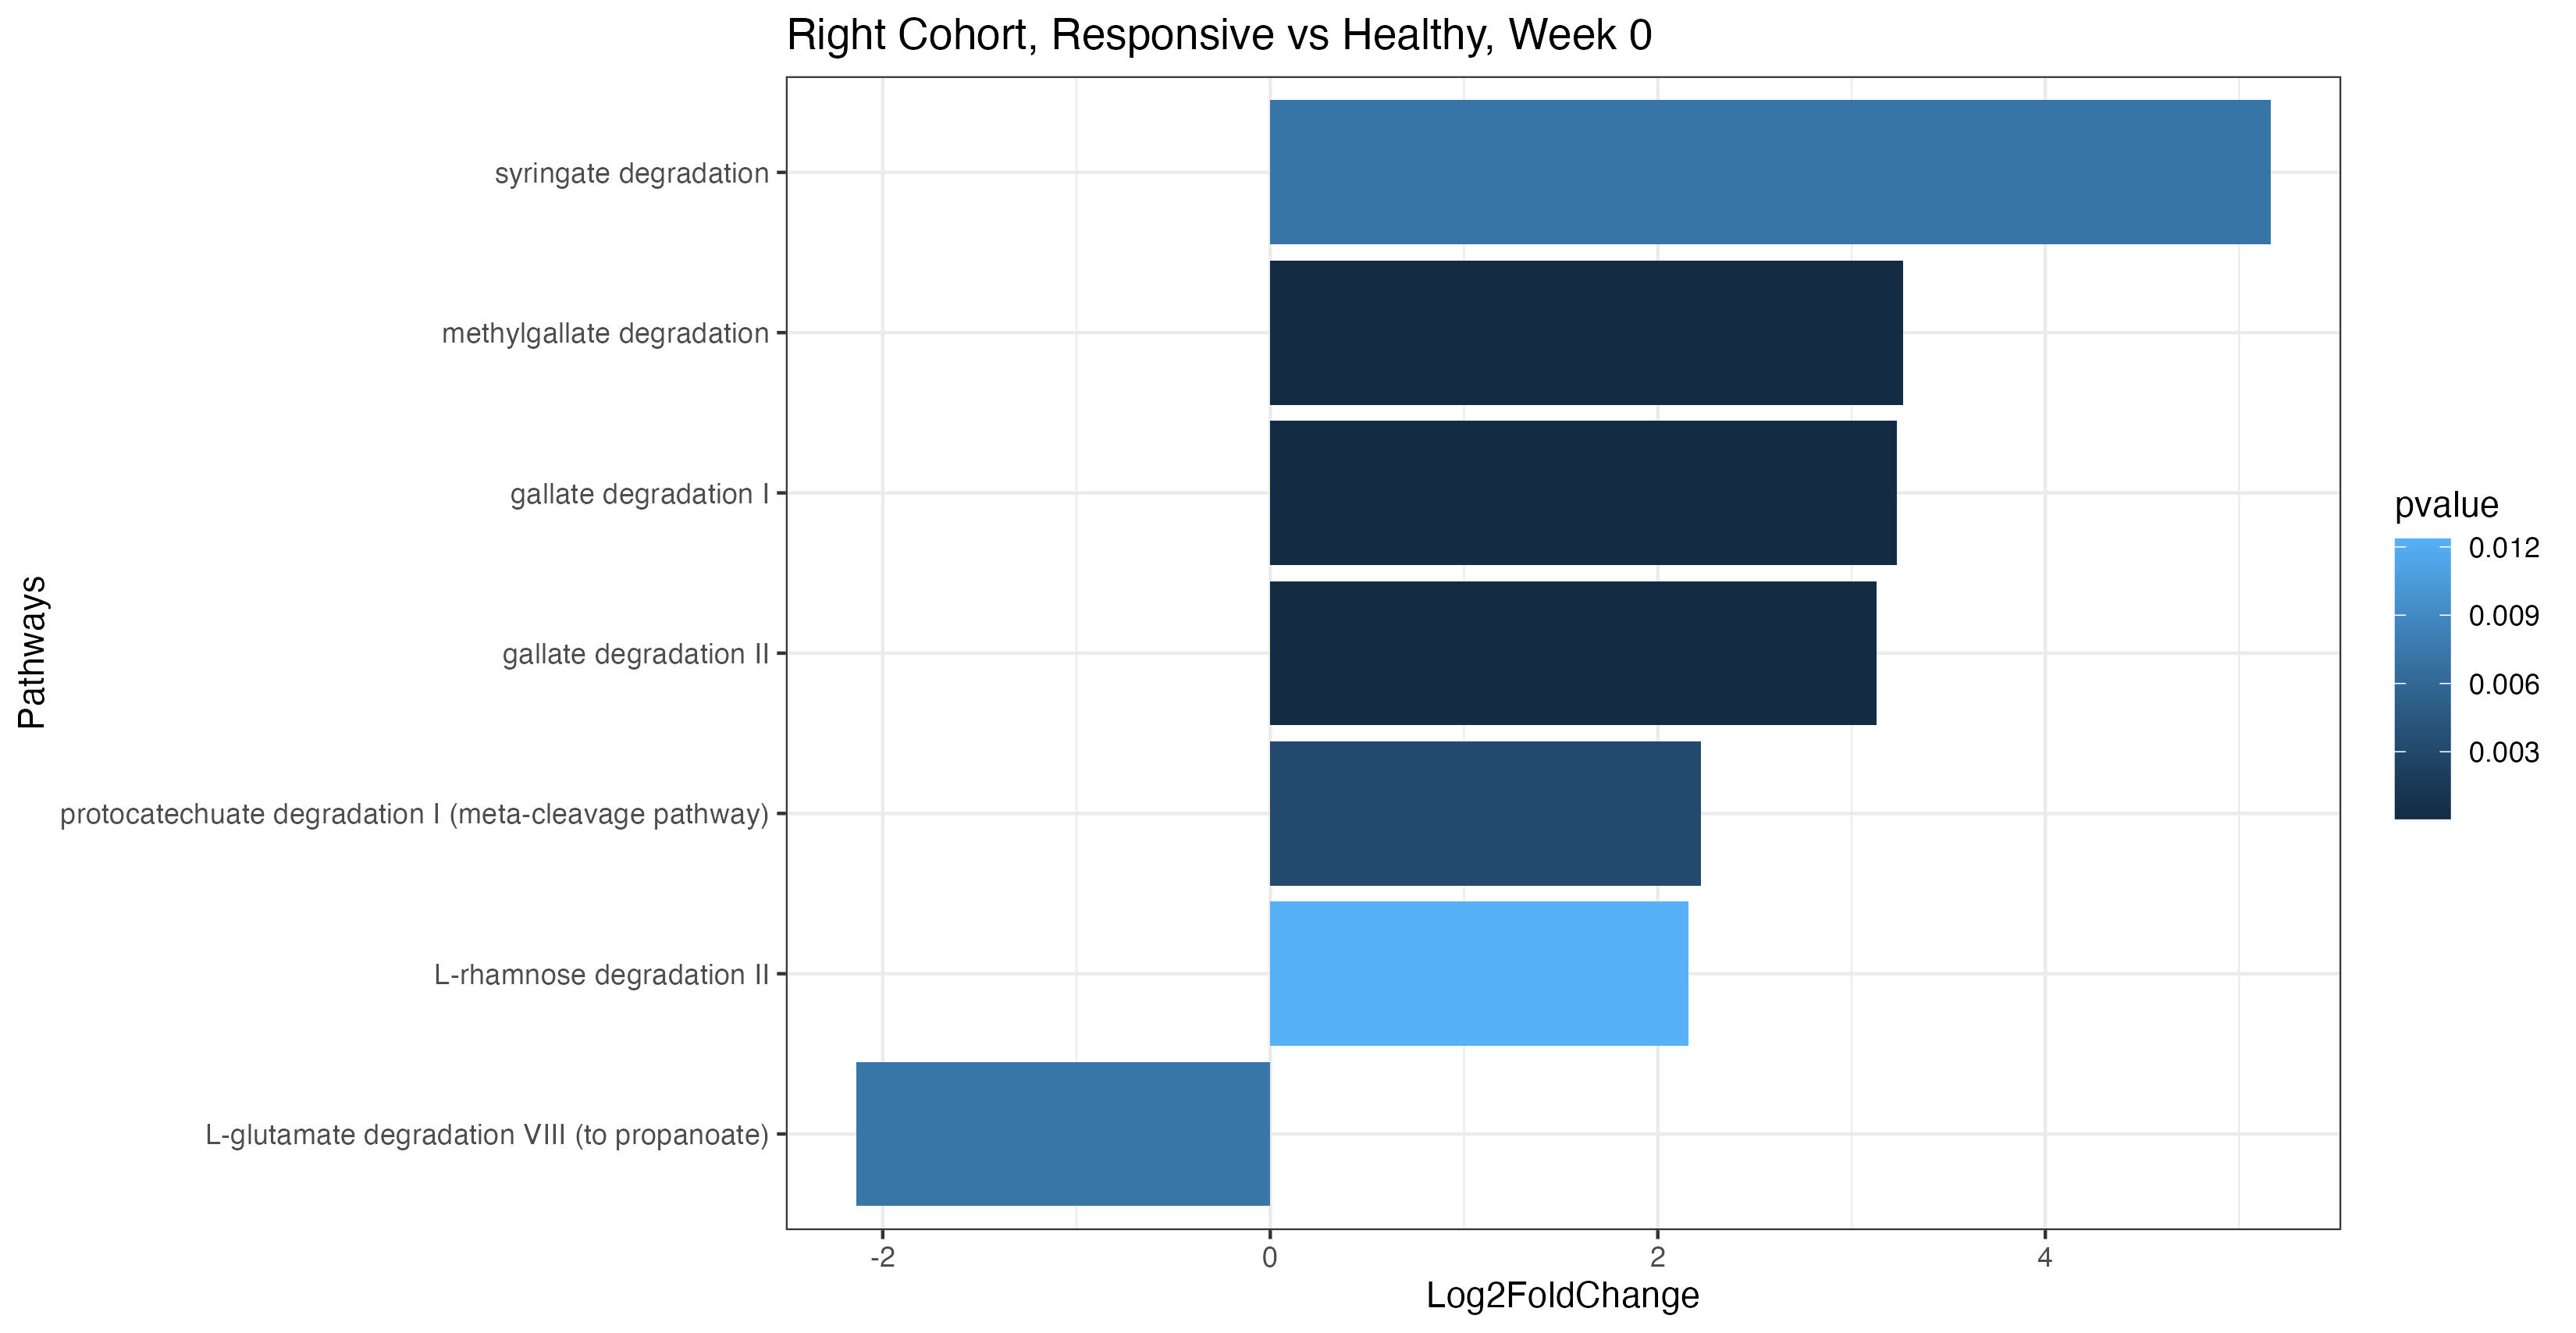 Right Cohort, Responsive vs Healthy, Week 0
Pathways
syringate degradation
methylgallate degradation
gallate degradation I
gallate degradation II
protocatechuate degradation I (meta-cleavage pathway)
L-rhamnose degradation II
L-glutamate degradation VIII (to propanoate)
-2
0
2
4
Log2FoldChange
pvalue
0.012
0.009
0.006
0.003